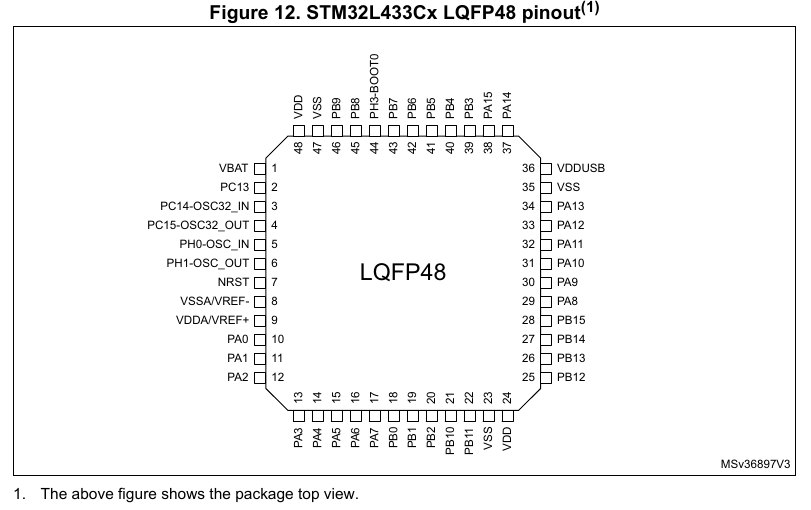 Figure 12. STM32L433Cx LQFP48 pinout(1)
VDD VSS PB9 PB8 PH3-BOOT0 PB7 PB6 PB5 PB4 PB3 PA15 PA14
48 47 46 45 44 43 42 41 40 39 38 37
VBAT 1 36 VDDUSB
PC13 2 35 VSS
PC14-OSC32_IN 3 34 PA13
PC15-OSC32_OUT 4 33 PA12
PH0-OSC_IN 5 32 PA11
PH1-OSC_OUT 6 31 PA10
LQFP48
NRST 7 30 PA9
VSSA/VREF- 8 29 PA8
VDDA/VREF+ 9 28 PB15
PA0 10 27 PB14
PA1 11 26 PB13
PA2 12 25 PB12
13 14 15 16 17 18 19 20 21 22 23 24
PA3 PA4 PA5 PA6 PA7 PB0 PB1 PB2 PB10 PB11 VSS VDD
MSv36897V3
1. The above figure shows the package top view.